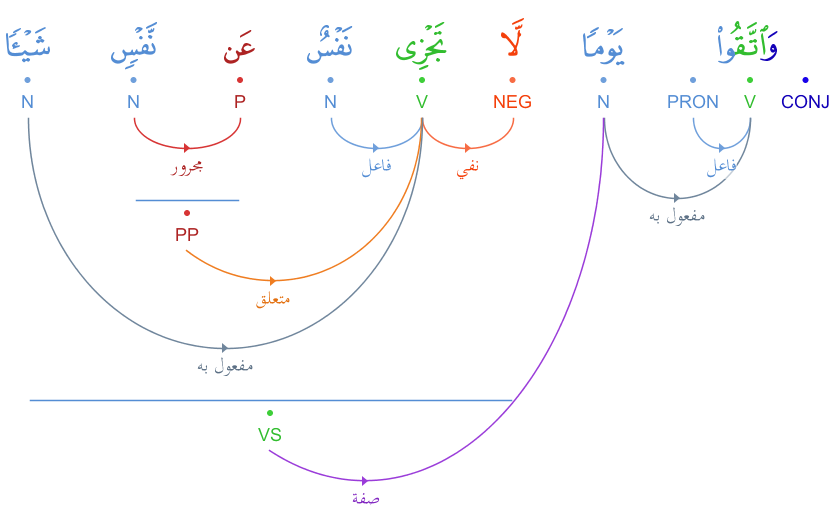 وَٱتَّقُوا۟ يَوْمًا لَّا تَجْزِى نَفْسٌ عَن نَّفْسٍ شَيْـًٔا
CONJ V PRON N NEG V N P N N
فاعل نفي فاعل مجرور
مفعول به
PP
متعلق
مفعول به
VS
صفة